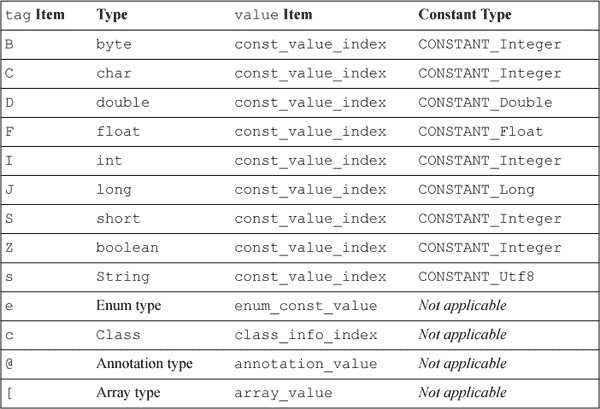 tag Item Type value Item Constant Type
B byte const_value_index CONSTANT_Integer
C char const_value_index CONSTANT_Integer
D double const_value_index CONSTANT_Double
F float const_value_index CONSTANT_Float
I int const_value_index CONSTANT_Integer
J long const_value_index CONSTANT_Long
S short const_value_index CONSTANT_Integer
Z boolean const_value_index CONSTANT_Integer
s String const_value_index CONSTANT_Utf8
e Enum type enum_const_value Not applicable
c Class class_info_index Not applicable
@ Annotation type annotation_value Not applicable
[ Array type array_value Not applicable